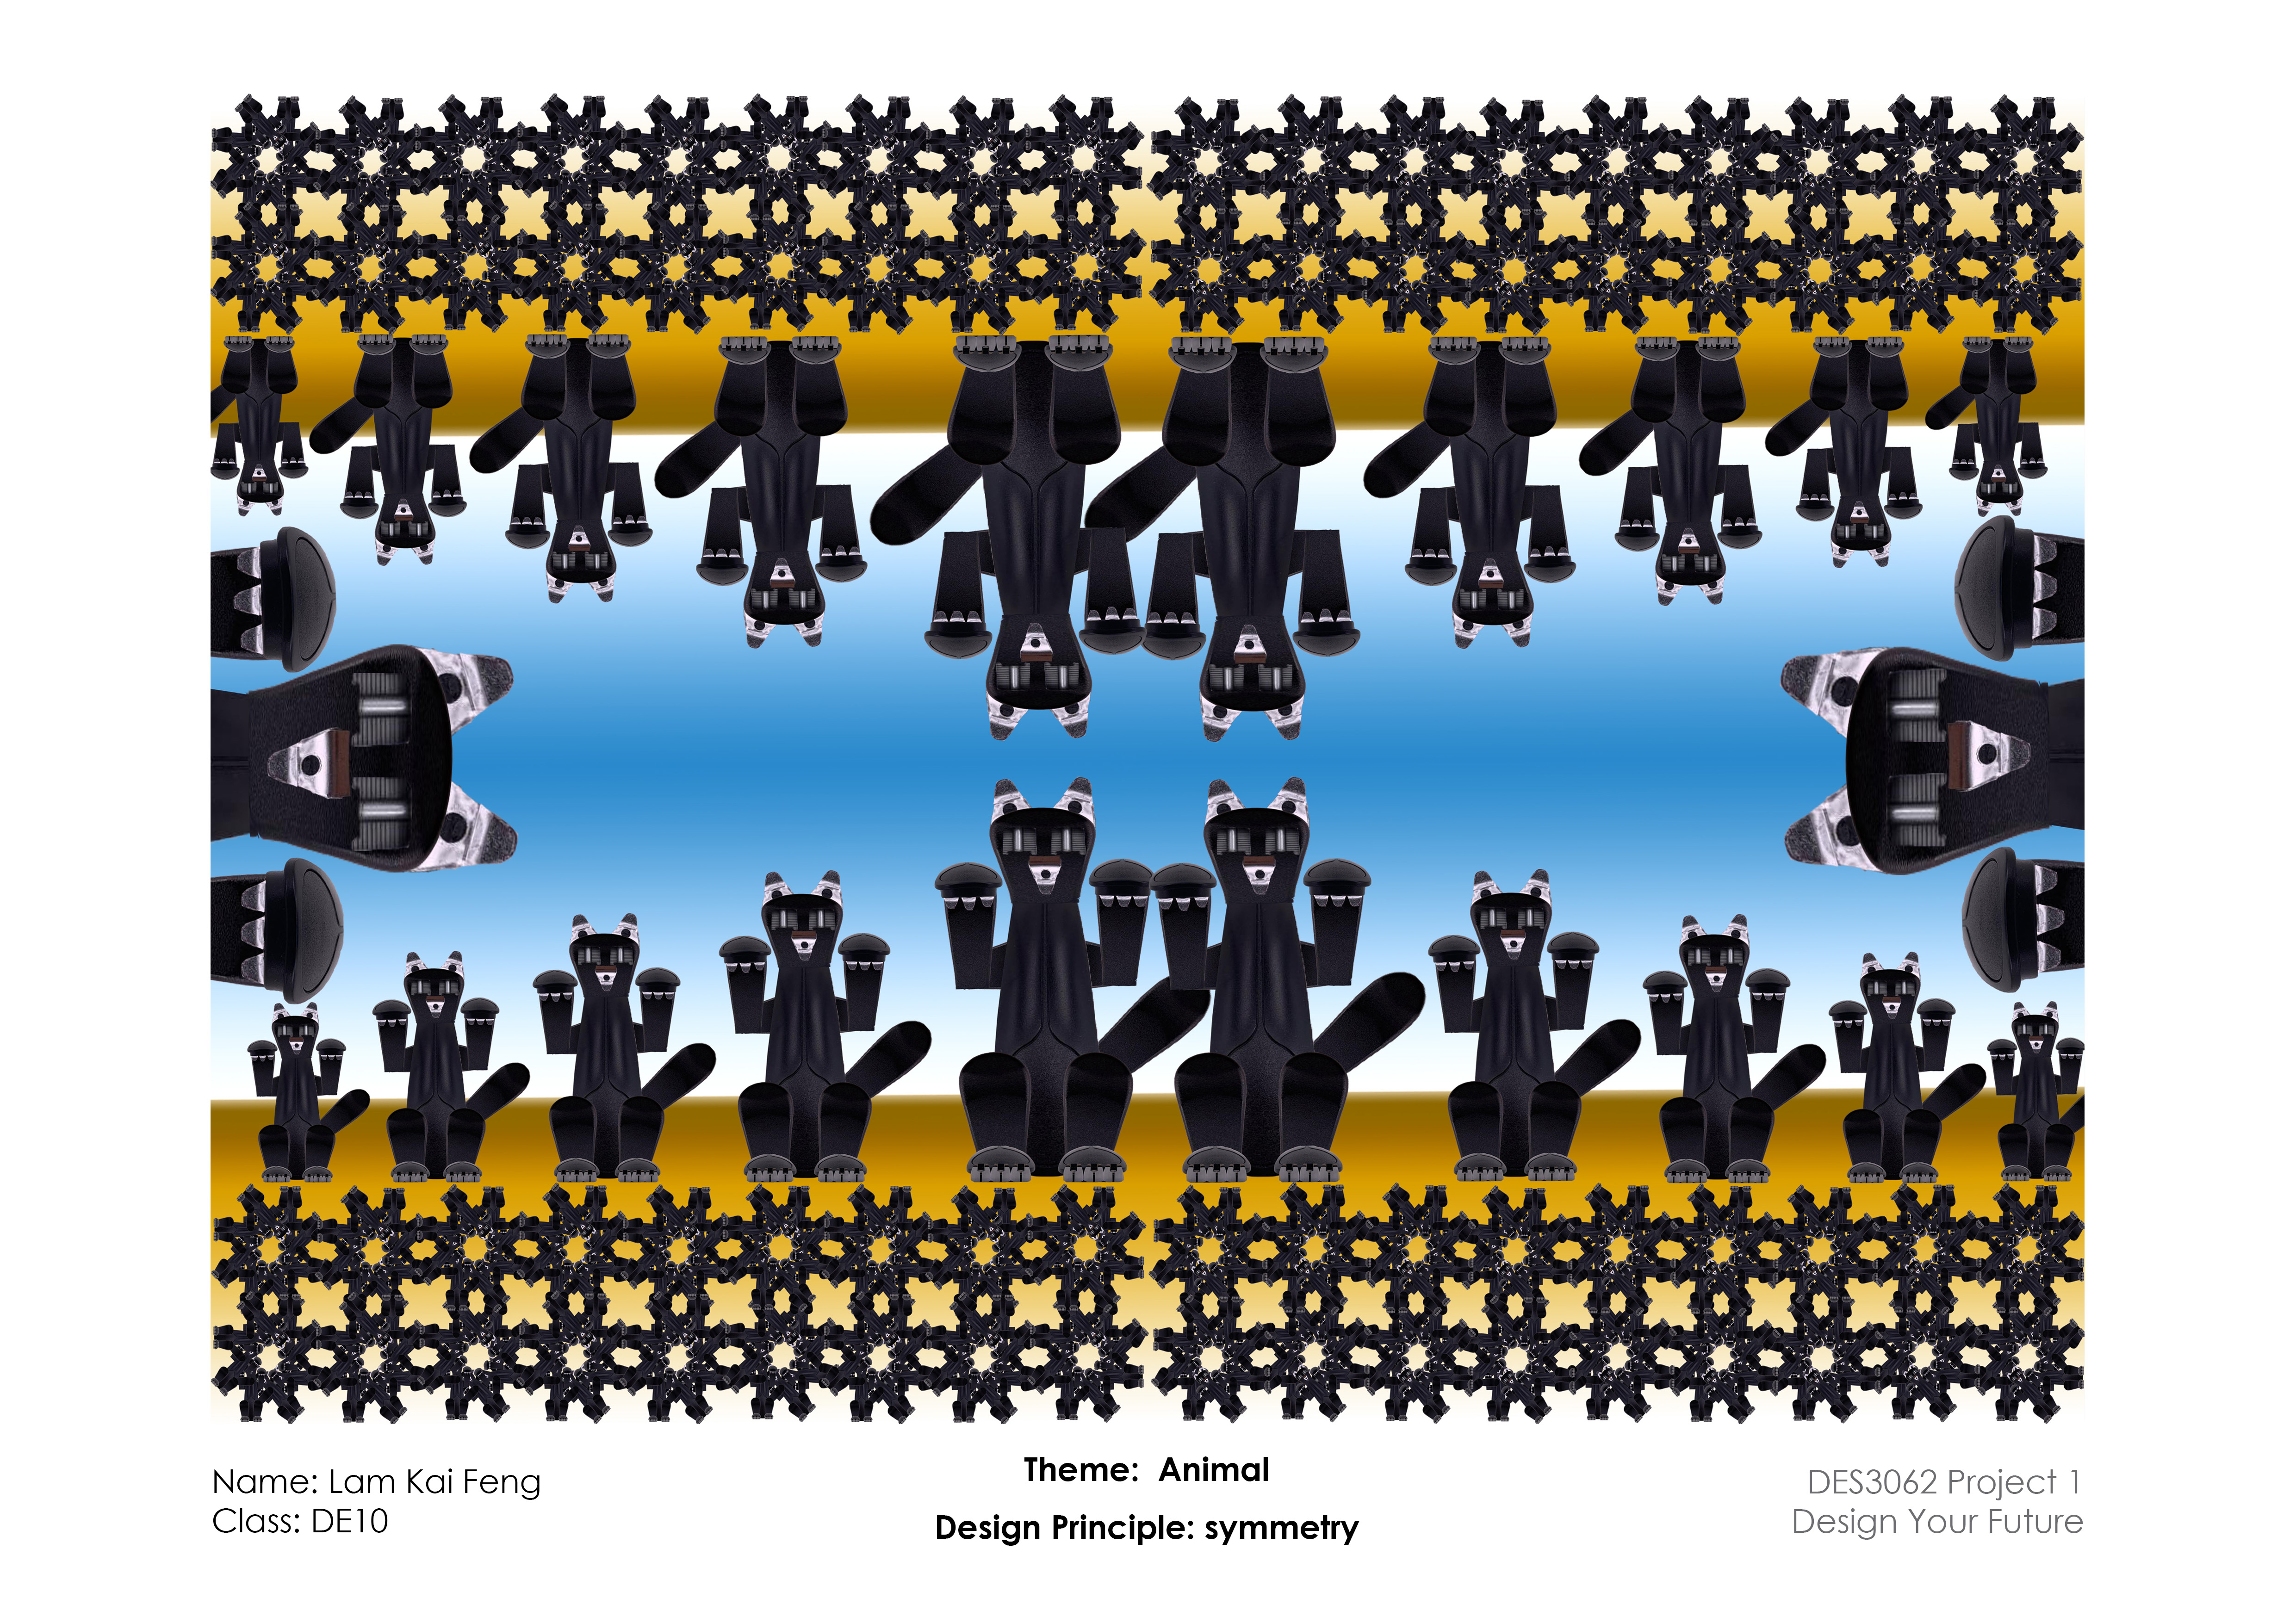 Name: Lam Kai Feng
Class: DE10
Theme:  Animal
Design Principle: symmetry
DES3062 Project 1
Design Your Future